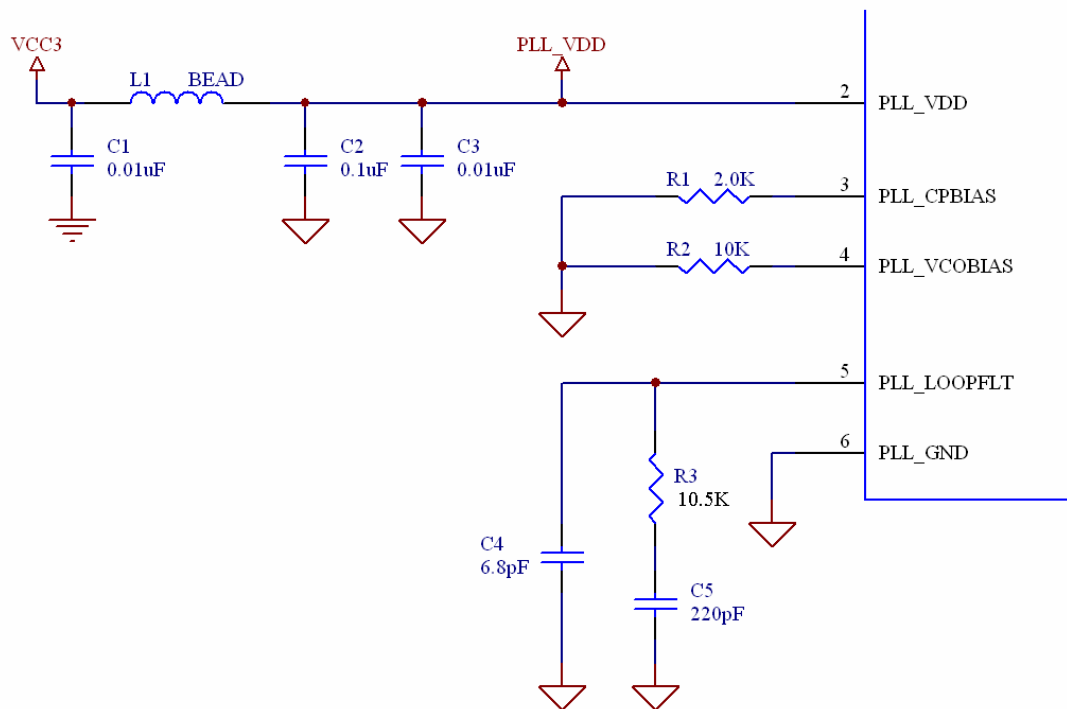 VCC3
PLL_VDD
L1 BEAD
2 PLL_VDD
C1
0.01uF
C2
0.1uF
C3
0.01uF
R1 2.0K
3 PLL_CPBIAS
R2 10K
4 PLL_VCOBIAS
5 PLL_LOOPFLT
6 PLL_GND
R3
10.5K
C4
6.8pF
C5
220pF